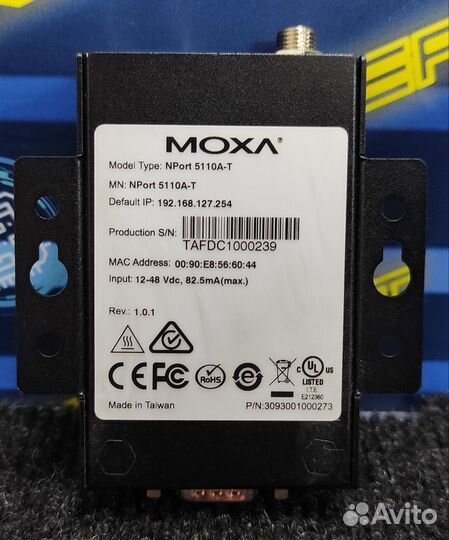 MOXA®
Model Type: NPort 5110A-T
MN: NPort 5110A-T
Default IP: 192.168.127.254
Production S/N:
TAFDC1000239
MAC Address: 00:90:E8:56:60:44
Input: 12-48 Vdc, 82.5mA(max.)
Rev.: 1.0.1
CE FC RoHS e c UL US
LISTED
I.T.E.
E212360
Made in Taiwan
P/N:3093001000273
Avito